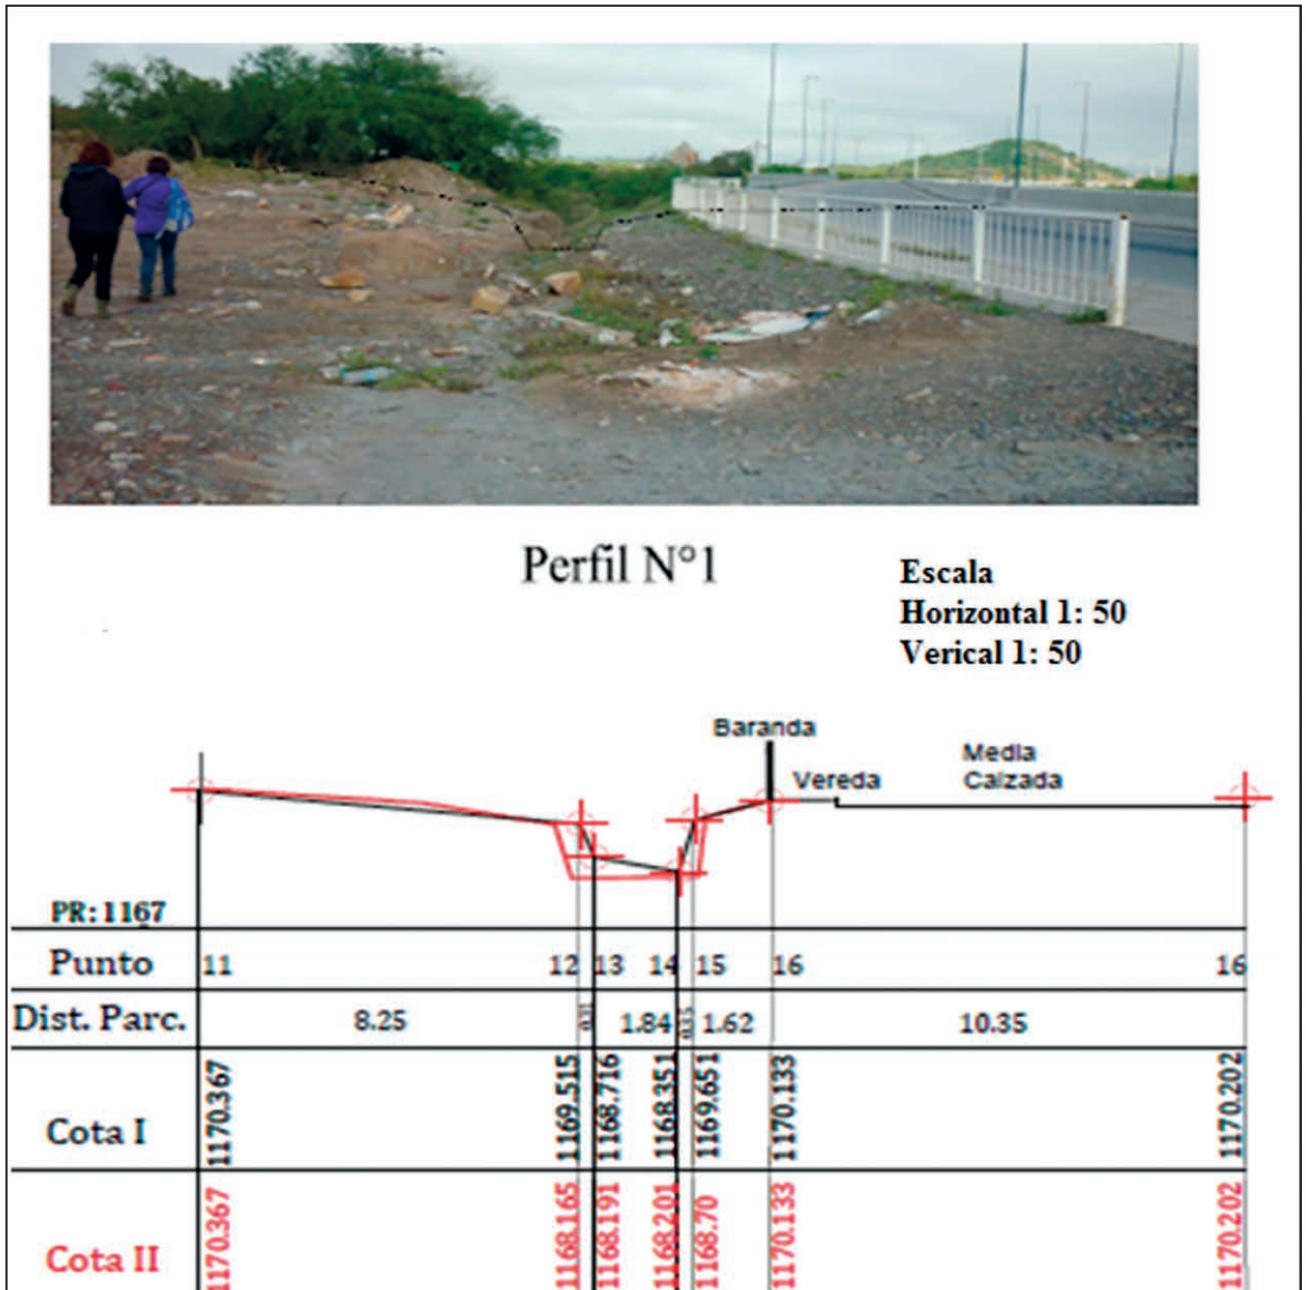 Perfil N°1
Escala
Horizontal 1: 50
Verical 1: 50
Baranda
Vereda
Media
Calzada
PR: 1167
Punto 11 12 13 14 15 16 16
Dist. Parc. 8.25 1.84 1.62 10.35
Cota I 1170.367 1169.515 1168.716 1168.351 1169.651 1170.133 1170.202
Cota II 1170.367 1168.165 1168.191 1168.201 1168.70 1170.133 1170.202